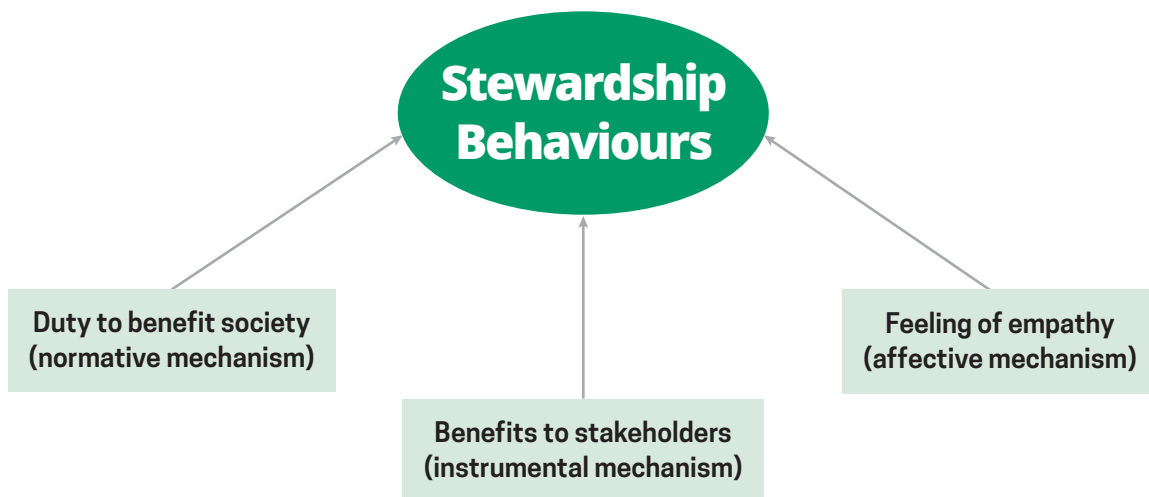 Stewardship
Behaviours
Duty to benefit society
(normative mechanism)
Feeling of empathy
(affective mechanism)
Benefits to stakeholders
(instrumental mechanism)